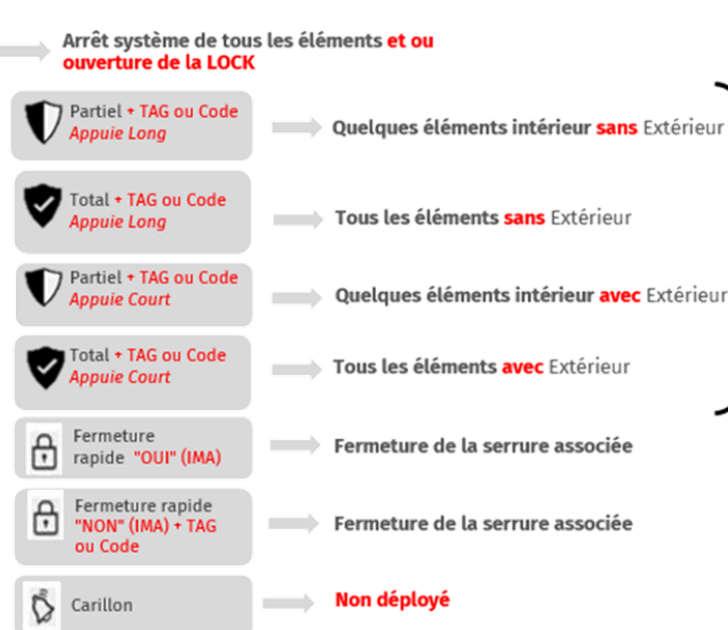 Arrêt système de tous les éléments et ou
ouverture de la LOCK
Partiel + TAG ou Code
Appuie Long
Quelques éléments intérieur sans Extérieur
Total + TAG ou Code
Appuie Long
Tous les éléments sans Extérieur
Partiel + TAG ou Code
Appuie Court
Quelques éléments intérieur avec Extérieur
Total + TAG ou Code
Appuie Court
Tous les éléments avec Extérieur
Fermeture
rapide "OUI" (IMA)
Fermeture de la serrure associée
Fermeture rapide
"NON" (IMA) + TAG
ou Code
Fermeture de la serrure associée
Carillon
Non déployé